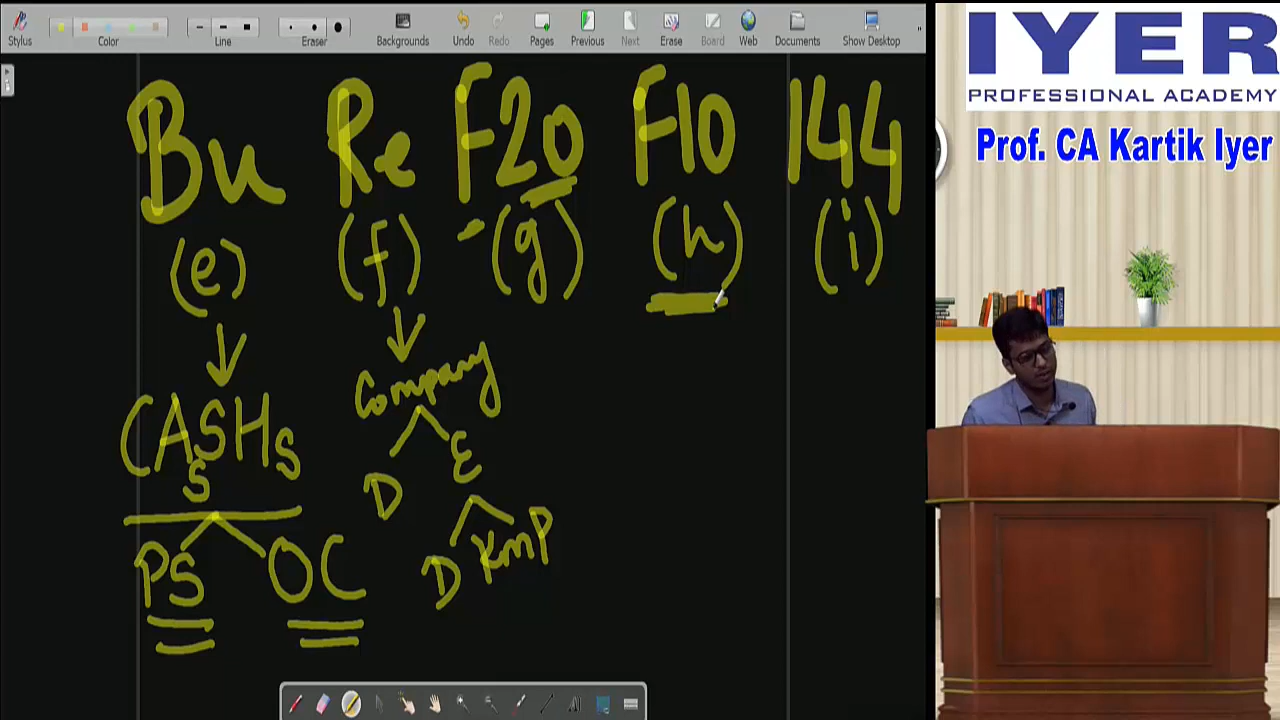 Stylus
Color
Line
Eraser
Backgrounds
Undo
Redo
Pages
Previous
Next
Erase
Board
Web
Documents
Show Desktop
IYER
PROFESSIONAL ACADEMY
Prof. CA Kartik Iyer
Bu Re F20 F10 144
(e) (f) (g) (h) (i)
Company
CASHS
S
D E
PS OC
D KMP